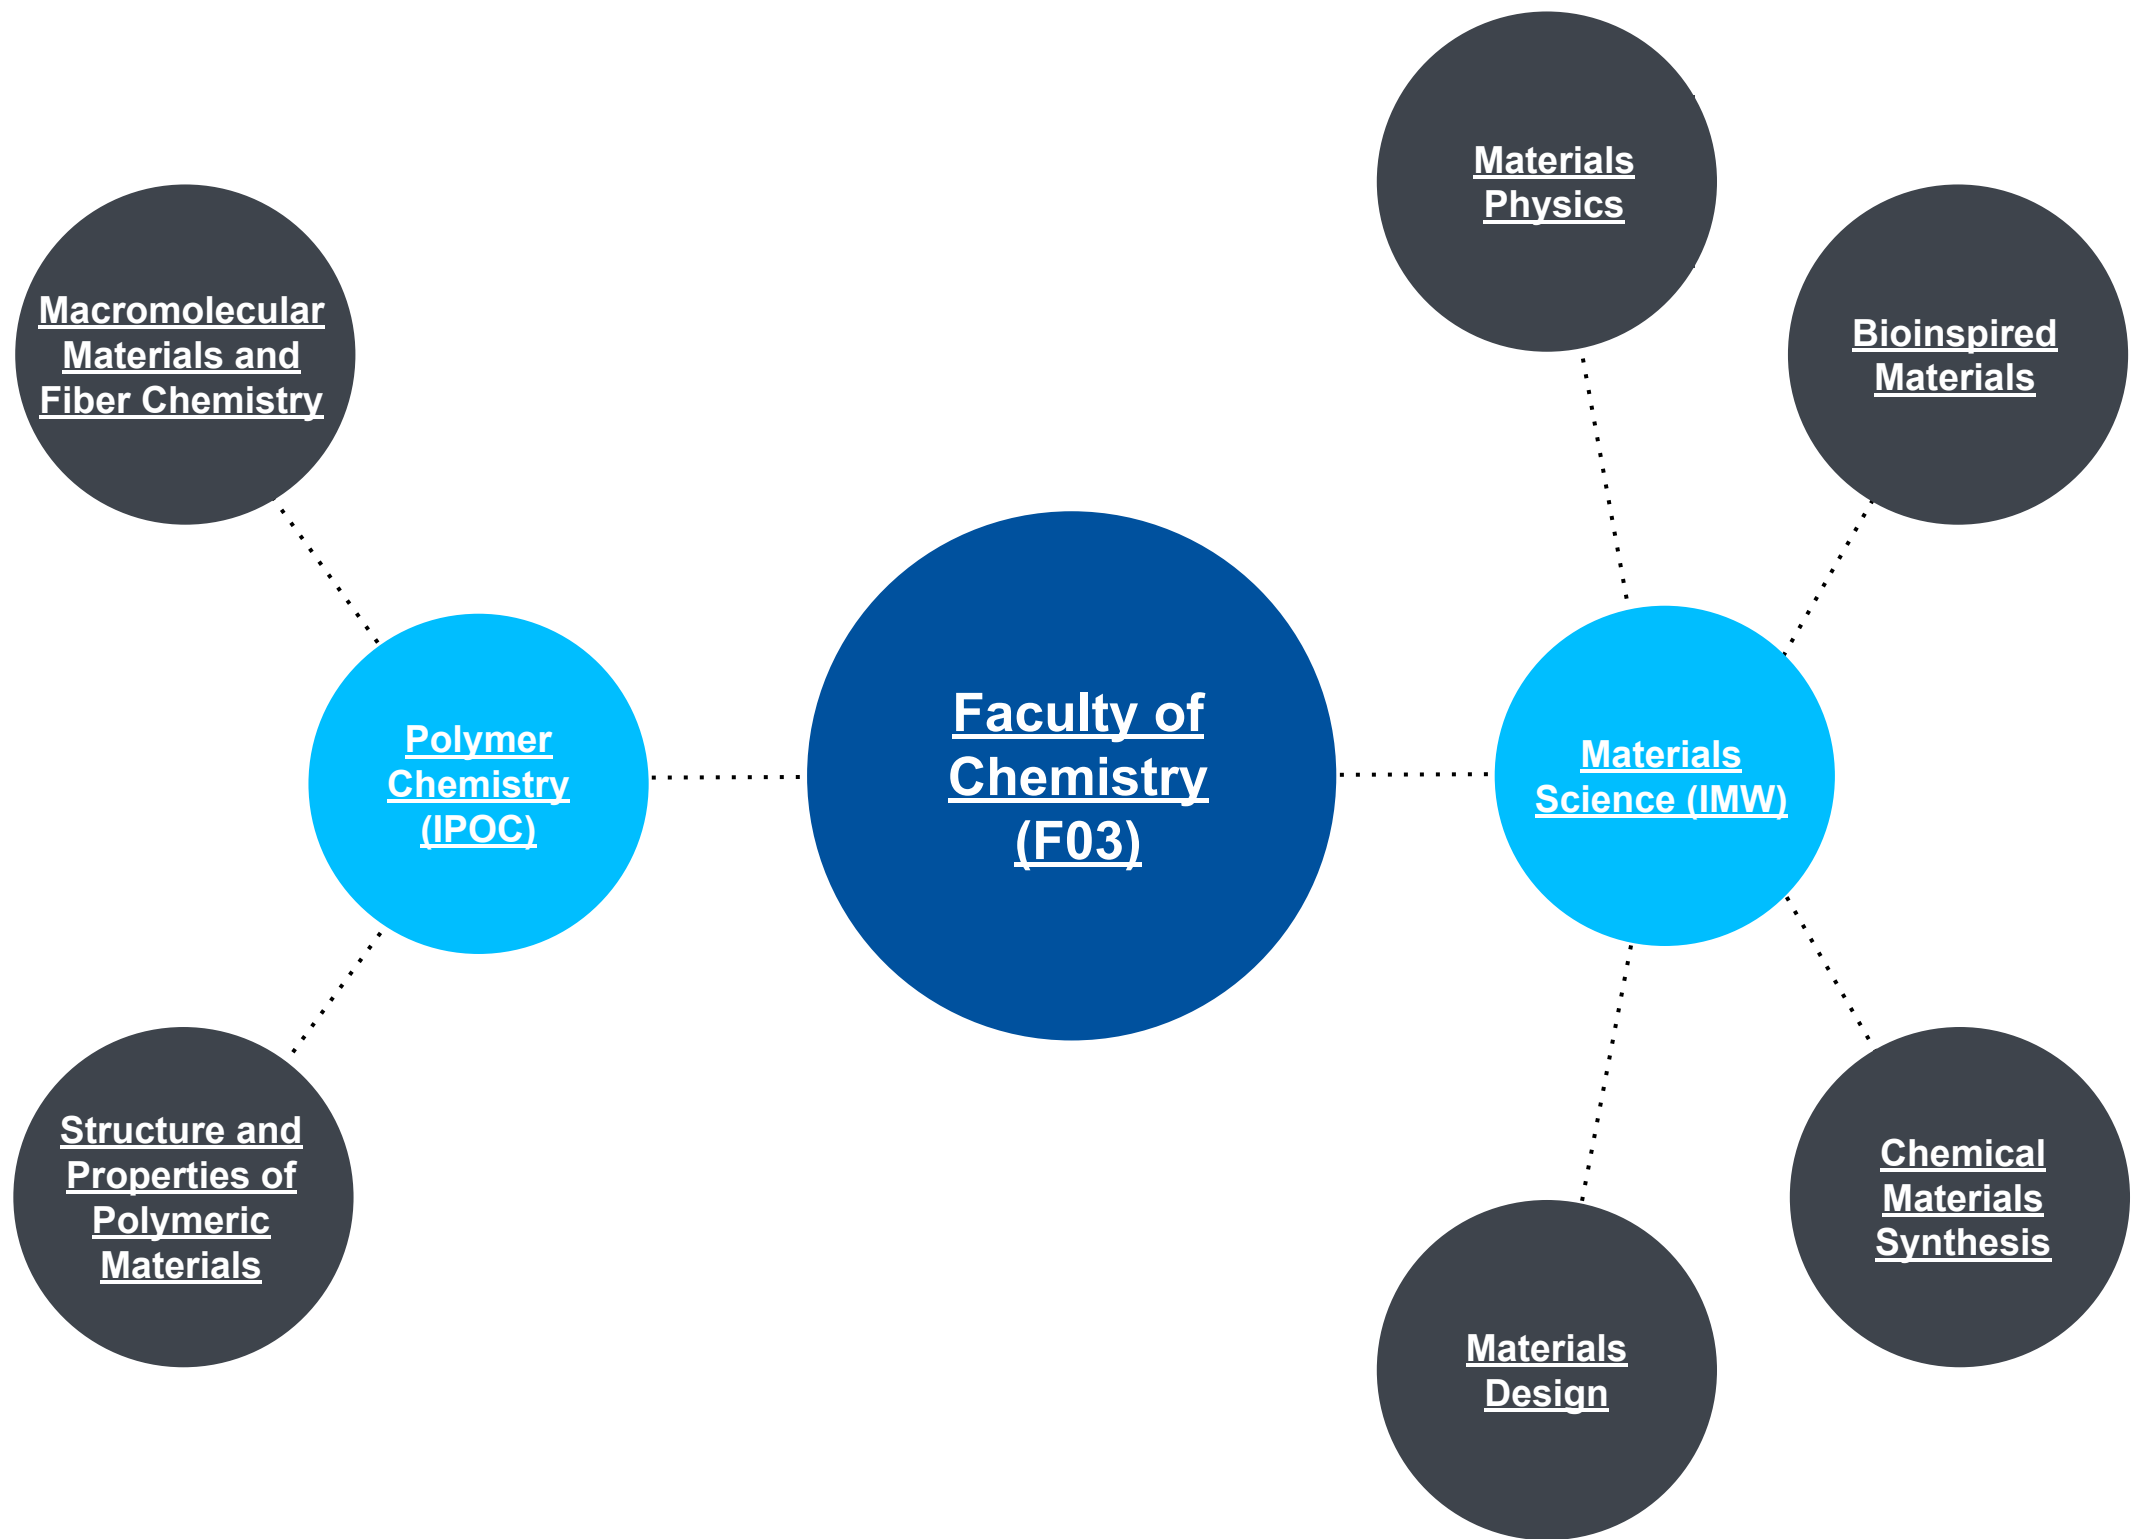 Materials
Physics
Macromolecular
Materials and
Fiber Chemistry
Bioinspired
Materials
Faculty of
Chemistry
(F03)
Polymer
Chemistry
(IPOC)
Materials
Science (IMW)
Structure and
Properties of
Polymeric
Materials
Chemical
Materials
Synthesis
Materials
Design